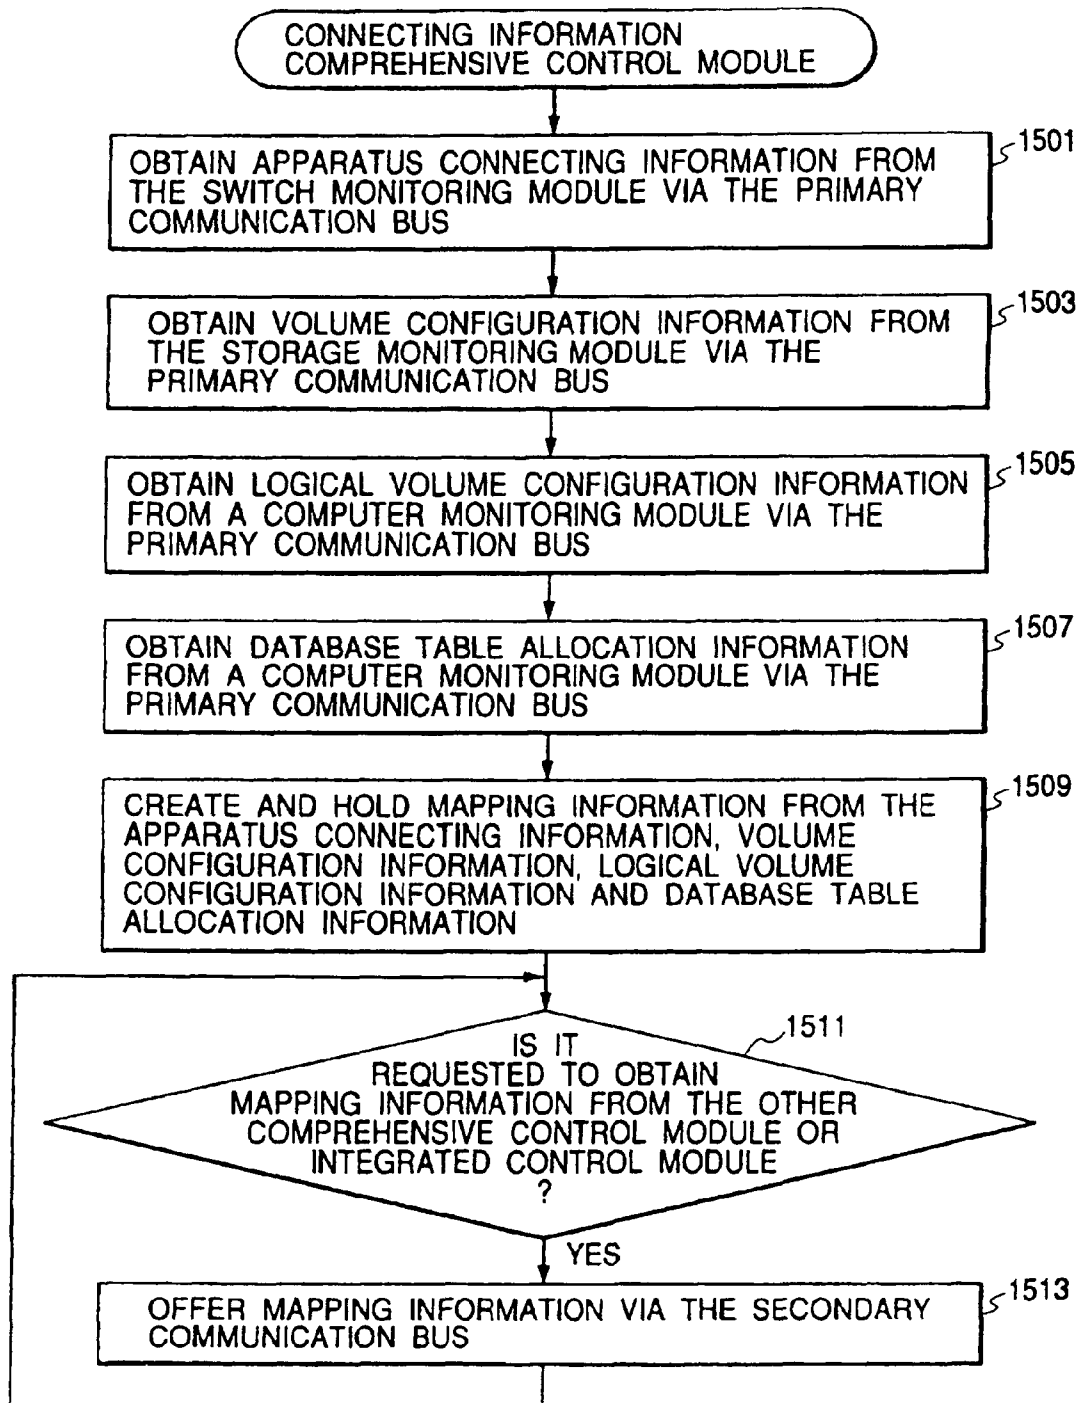 CONNECTING INFORMATION
COMPREHENSIVE CONTROL MODULE
1501
OBTAIN APPARATUS CONNECTING INFORMATION FROM
THE SWITCH MONITORING MODULE VIA THE PRIMARY
COMMUNICATION BUS
1503
OBTAIN VOLUME CONFIGURATION INFORMATION FROM
THE STORAGE MONITORING MODULE VIA THE
PRIMARY COMMUNICATION BUS
1505
OBTAIN LOGICAL VOLUME CONFIGURATION INFORMATION
FROM A COMPUTER MONITORING MODULE VIA THE
PRIMARY COMMUNICATION BUS
1507
OBTAIN DATABASE TABLE ALLOCATION INFORMATION
FROM A COMPUTER MONITORING MODULE VIA THE
PRIMARY COMMUNICATION BUS
1509
CREATE AND HOLD MAPPING INFORMATION FROM THE
APPARATUS CONNECTING INFORMATION, VOLUME
CONFIGURATION INFORMATION, LOGICAL VOLUME
CONFIGURATION INFORMATION AND DATABASE TABLE
ALLOCATION INFORMATION
1511
IS IT
REQUESTED TO OBTAIN
MAPPING INFORMATION FROM THE OTHER
COMPREHENSIVE CONTROL MODULE OR
INTEGRATED CONTROL MODULE
?
YES
1513
OFFER MAPPING INFORMATION VIA THE SECONDARY
COMMUNICATION BUS